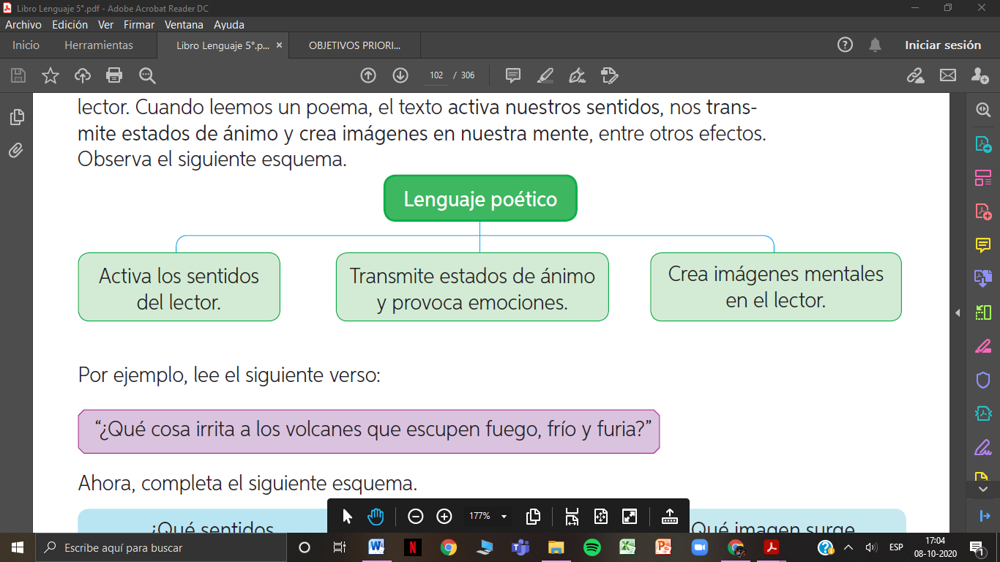 Libro Lenguaje 5°.pdf - Adobe Acrobat Reader DC
Archivo Edición Ver Firmar Ventana Ayuda
Inicio Herramientas Libro Lenguaje 5°.p... × OBJETIVOS PRIORI... Iniciar sesión
102 / 306
lector. Cuando leemos un poema, el texto activa nuestros sentidos, nos trans-
mite estados de ánimo y crea imágenes en nuestra mente, entre otros efectos.
Observa el siguiente esquema.
Lenguaje poético
Activa los sentidos
del lector.
Transmite estados de ánimo
y provoca emociones.
Crea imágenes mentales
en el lector.
Por ejemplo, lee el siguiente verso:
“¿Qué cosa irrita a los volcanes que escupen fuego, frío y furia?”
Ahora, completa el siguiente esquema.
¿Qué sentidos
Qué imagen surge
177%
Escribe aquí para buscar
ESP
17:04
08-10-2020
1